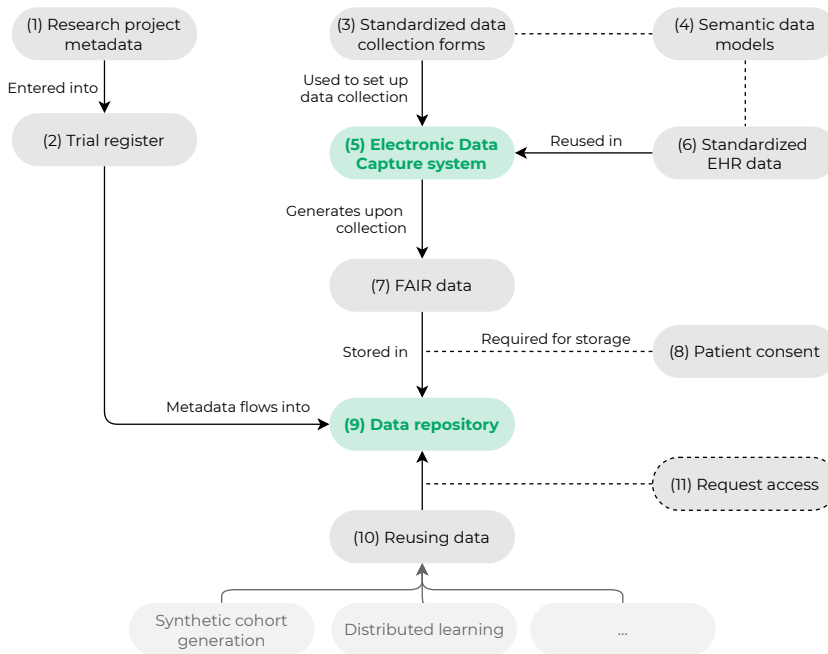 (1) Research project
metadata
(3) Standardized data
collection forms
(4) Semantic data
models
Entered into
Used to set up
data collection
(2) Trial register
(5) Electronic Data
Capture system
Reused in
(6) Standardized
EHR data
Generates upon
collection
(7) FAIR data
Stored in
Required for storage
(8) Patient consent
Metadata flows into
(9) Data repository
(11) Request access
(10) Reusing data
Synthetic cohort
generation
Distributed learning
...